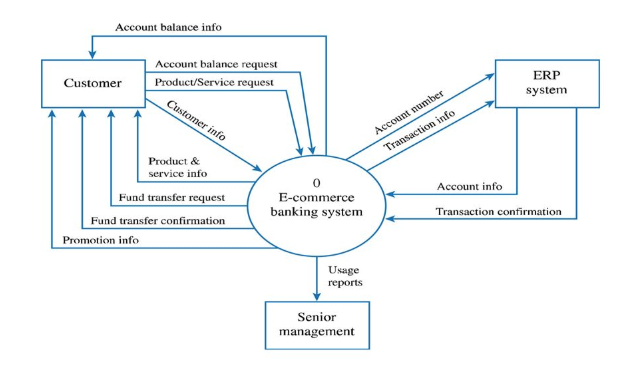 Account balance info
Customer
Account balance request
Product/Service request
Customer info
Account number
Transaction info
ERP
system
Product &
service info
Fund transfer request
Fund transfer confirmation
Promotion info
0
E-commerce
banking system
Account info
Transaction confirmation
Usage
reports
Senior
management